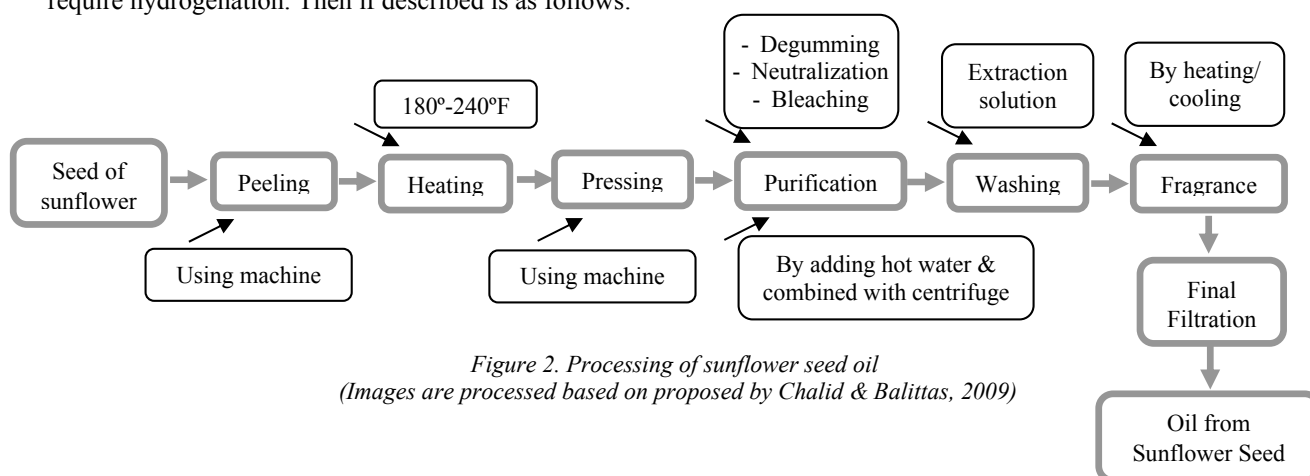 require hydrogenation. Then if described is as follows:
- Degumming
- Neutralization
- Bleaching
Extraction
solution
By heating/
cooling
180º-240ºF
Seed of
sunflower
Peeling
Heating
Pressing
Purification
Washing
Fragrance
Using machine
Using machine
By adding hot water &
combined with centrifuge
Final
Filtration
Figure 2. Processing of sunflower seed oil
(Images are processed based on proposed by Chalid & Balittas, 2009)
Oil from
Sunflower Seed